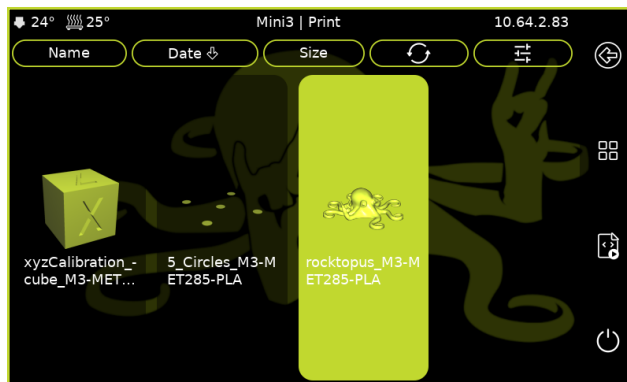 24° 25° Mini3 | Print 10.64.2.83
Name Date Size
xyzCalibration_-
cube_M3-MET...
5_Circles_M3-M
ET285-PLA
rocktopus_M3-M
ET285-PLA